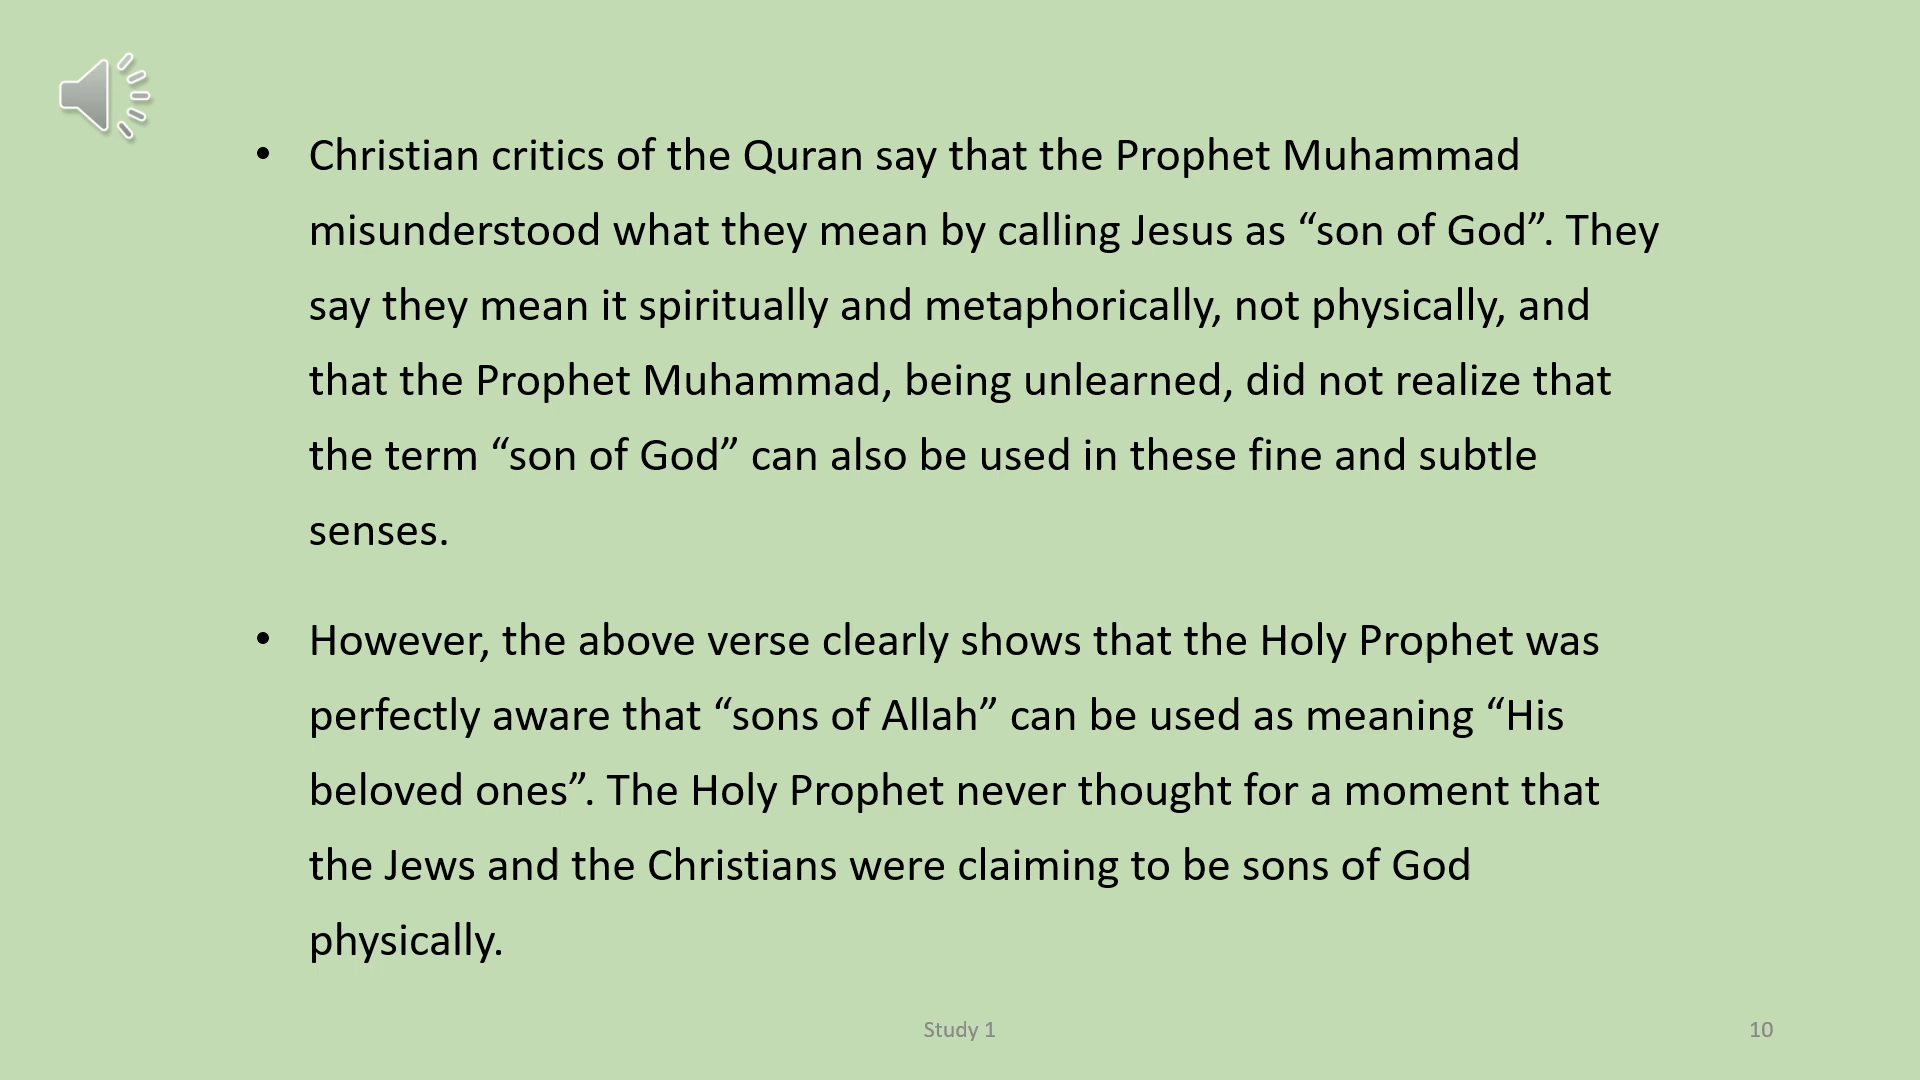 • Christian critics of the Quran say that the Prophet Muhammad
misunderstood what they mean by calling Jesus as “son of God”. They
say they mean it spiritually and metaphorically, not physically, and
that the Prophet Muhammad, being unlearned, did not realize that
the term “son of God” can also be used in these fine and subtle
senses.
• However, the above verse clearly shows that the Holy Prophet was
perfectly aware that “sons of Allah” can be used as meaning “His
beloved ones”. The Holy Prophet never thought for a moment that
the Jews and the Christians were claiming to be sons of God
physically.
Study 1
10